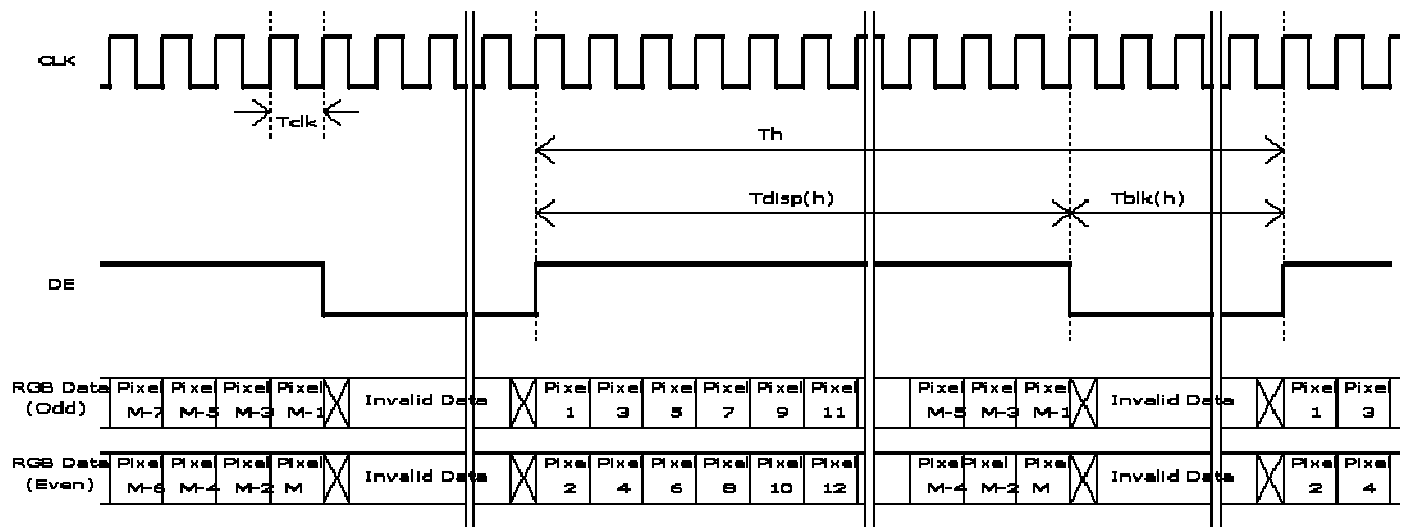 CLK
Tclk
Th
Tdisp(h) Tblk(h)
DE
RGB Data (Odd) Pixel M-7 Pixel M-5 Pixel M-3 Pixel M-1 Invalid Data Pixel 1 Pixel 3 Pixel 5 Pixel 7 Pixel 9 Pixel 11 Pixel M-5 Pixel M-3 Pixel M-1 Invalid Data Pixel 1 Pixel 3
RGB Data (Even) Pixel M-6 Pixel M-4 Pixel M-2 Pixel M Invalid Data Pixel 2 Pixel 4 Pixel 6 Pixel 8 Pixel 10 Pixel 12 Pixel M-4 Pixel M-2 Pixel M Invalid Data Pixel 2 Pixel 4